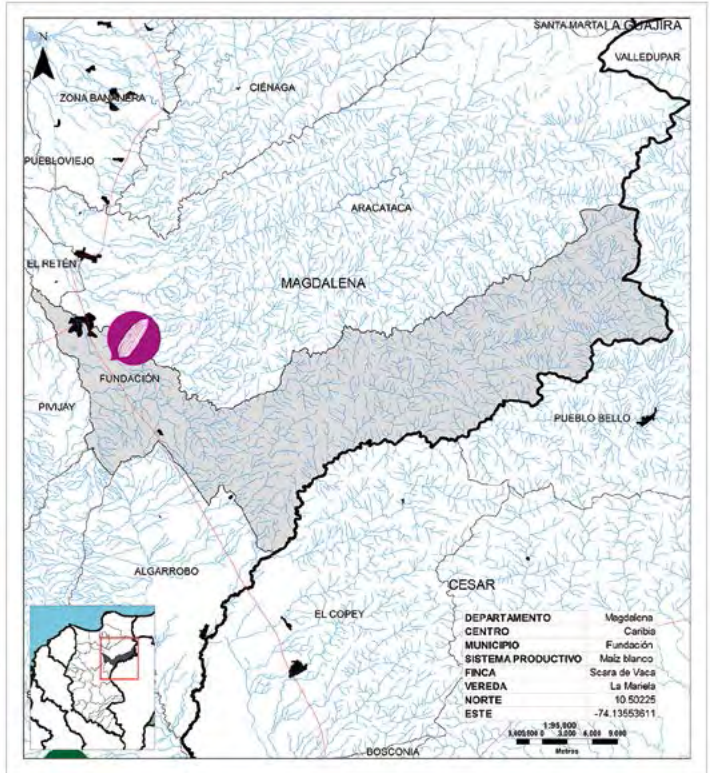 SANTA MARTA
LA GUAJIRA
VALLEDUPAR
N
CIÉNAGA
ZONA BANANERA
PUEBLOVIEJO
ARACATACA
EL RETÉN
MAGDALENA
FUNDACIÓN
PIVIJAY
PUEBLO BELLO
ALGARROBO
CESAR
EL COPEY
DEPARTAMENTO Magdalena
CENTRO Caribia
MUNICIPIO Fundación
SISTEMA PRODUCTIVO Maíz blanco
FINCA Scara de Vaca
VEREDA La Mariela
NORTE 10.50225
ESTE -74.13553611
1:95,000
0 3.000 6.000 9.000
Metros
BOSCONIA